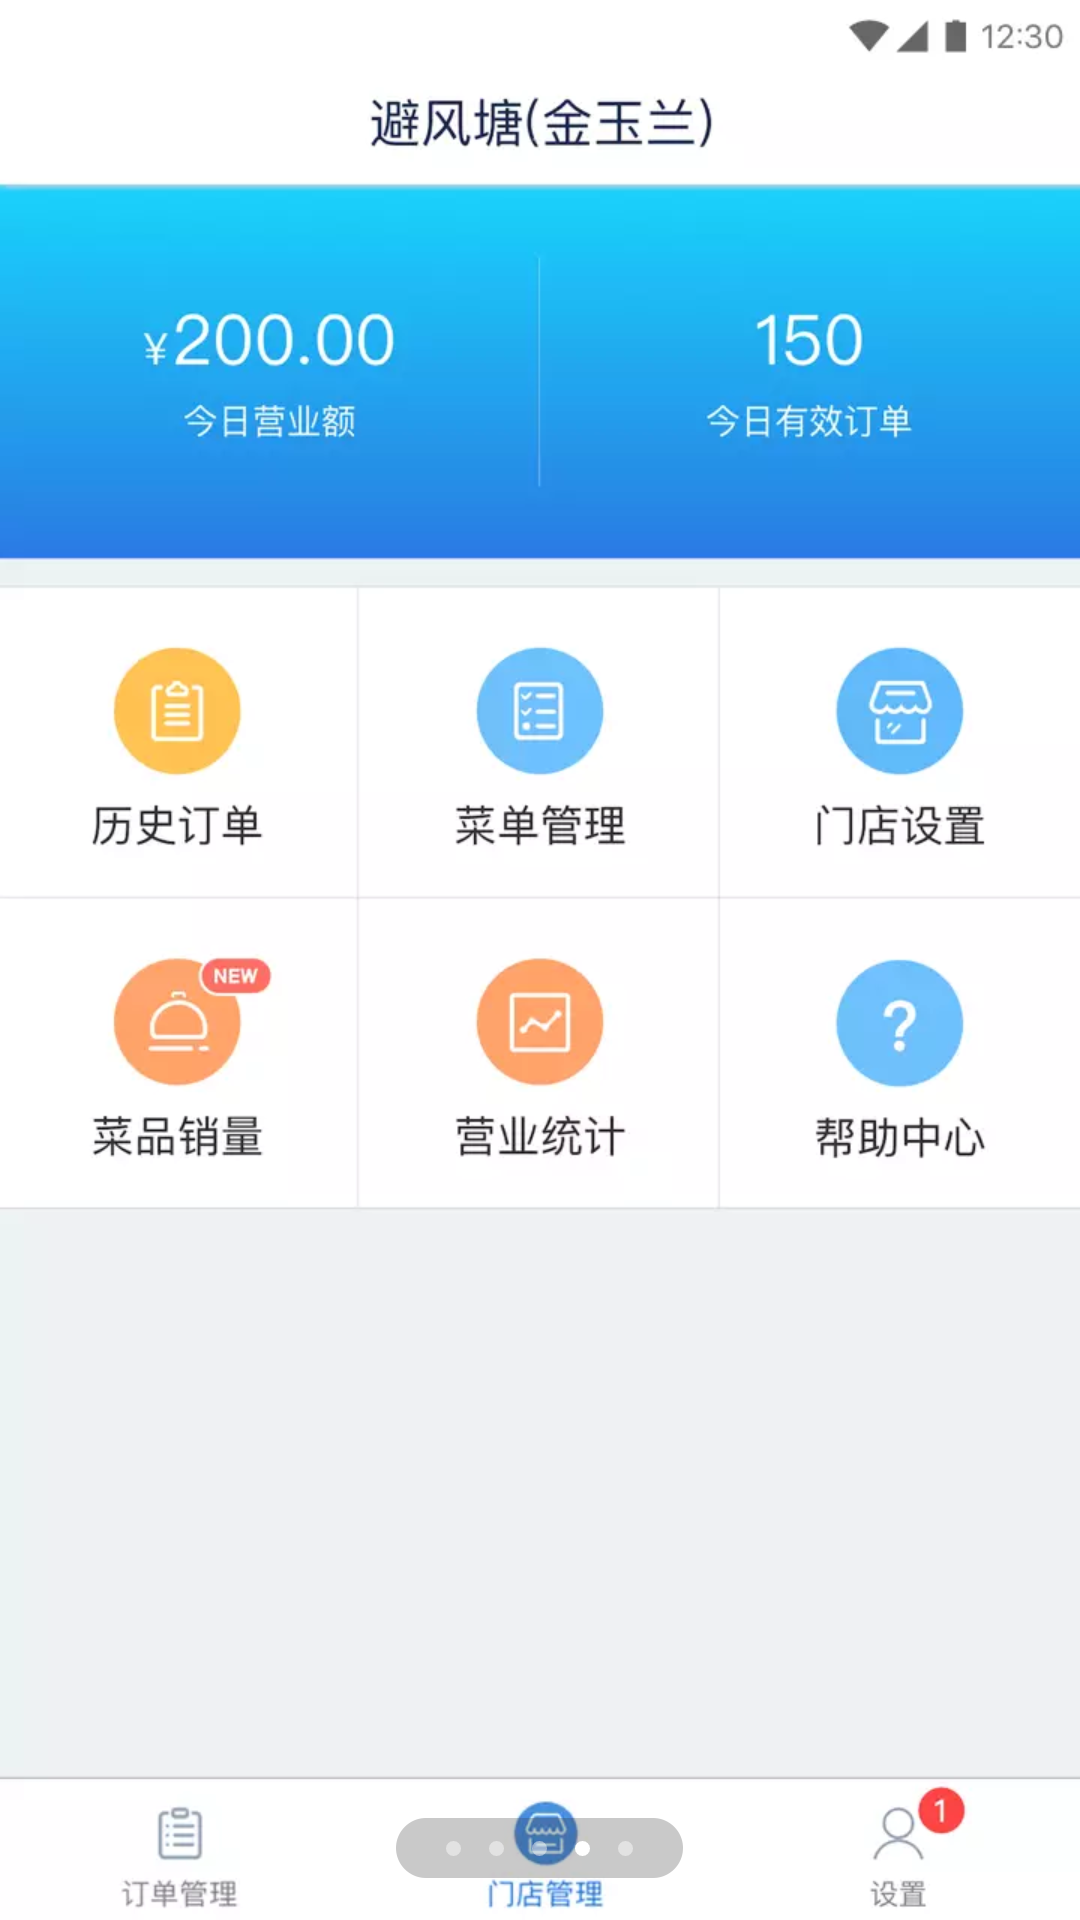 12:30
避风塘(金玉兰)
¥200.00
150
今日营业额
今日有效订单
历史订单
菜单管理
门店设置
NEW
菜品销量
营业统计
?
帮助中心
1
订单管理
门店管理
设置